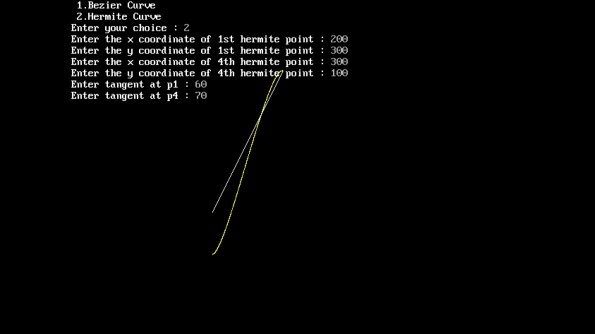 1.Bezier Curve
2.Hermite Curve
Enter your choice : 2
Enter the x coordinate of 1st hermite point : 200
Enter the y coordinate of 1st hermite point : 300
Enter the x coordinate of 4th hermite point : 300
Enter the y coordinate of 4th hermite point : 100
Enter tangent at p1 : 60
Enter tangent at p4 : 70